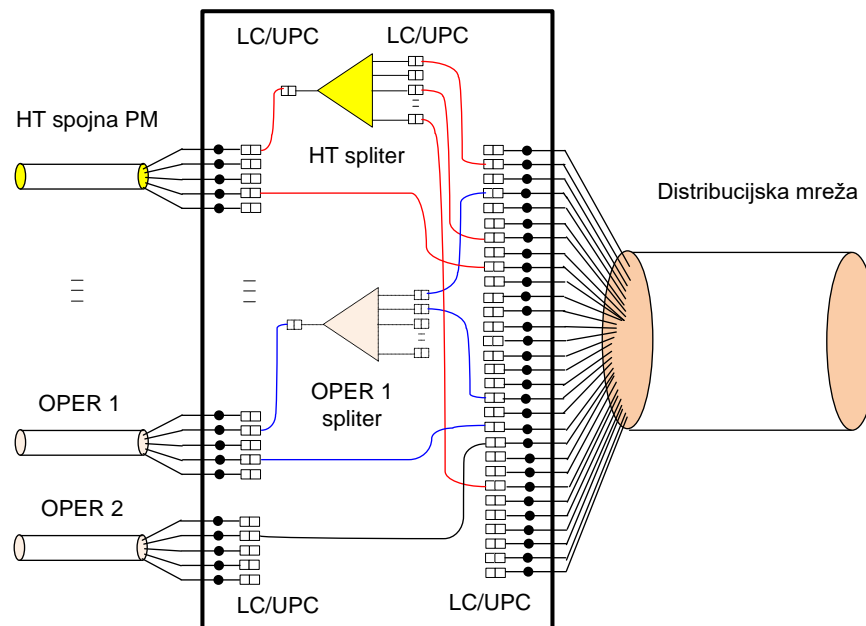 LC/UPC
LC/UPC
HT spojna PM
HT spliter
Distribucijska mreža
OPER 1
OPER 1
spliter
OPER 2
LC/UPC
LC/UPC